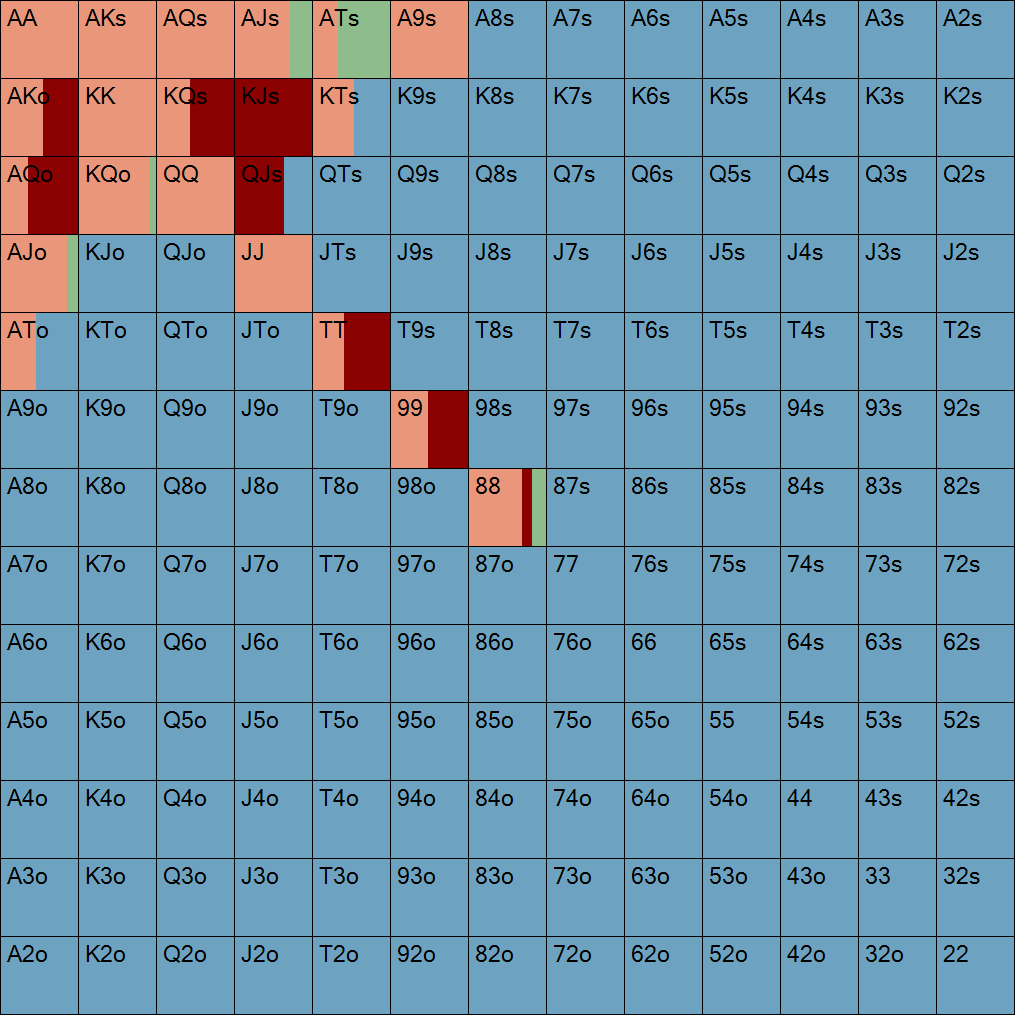 AA AKs AQs AJs ATs A9s A8s A7s A6s A5s A4s A3s A2s
AKo KK KQs KJs KTs K9s K8s K7s K6s K5s K4s K3s K2s
AQo KQo QQ QJs QTs Q9s Q8s Q7s Q6s Q5s Q4s Q3s Q2s
AJo KJo QJo JJ JTs J9s J8s J7s J6s J5s J4s J3s J2s
ATo KTo QTo JTo TT T9s T8s T7s T6s T5s T4s T3s T2s
A9o K9o Q9o J9o T9o 99 98s 97s 96s 95s 94s 93s 92s
A8o K8o Q8o J8o T8o 98o 88 87s 86s 85s 84s 83s 82s
A7o K7o Q7o J7o T7o 97o 87o 77 76s 75s 74s 73s 72s
A6o K6o Q6o J6o T6o 96o 86o 76o 66 65s 64s 63s 62s
A5o K5o Q5o J5o T5o 95o 85o 75o 65o 55 54s 53s 52s
A4o K4o Q4o J4o T4o 94o 84o 74o 64o 54o 44 43s 42s
A3o K3o Q3o J3o T3o 93o 83o 73o 63o 53o 43o 33 32s
A2o K2o Q2o J2o T2o 92o 82o 72o 62o 52o 42o 32o 22